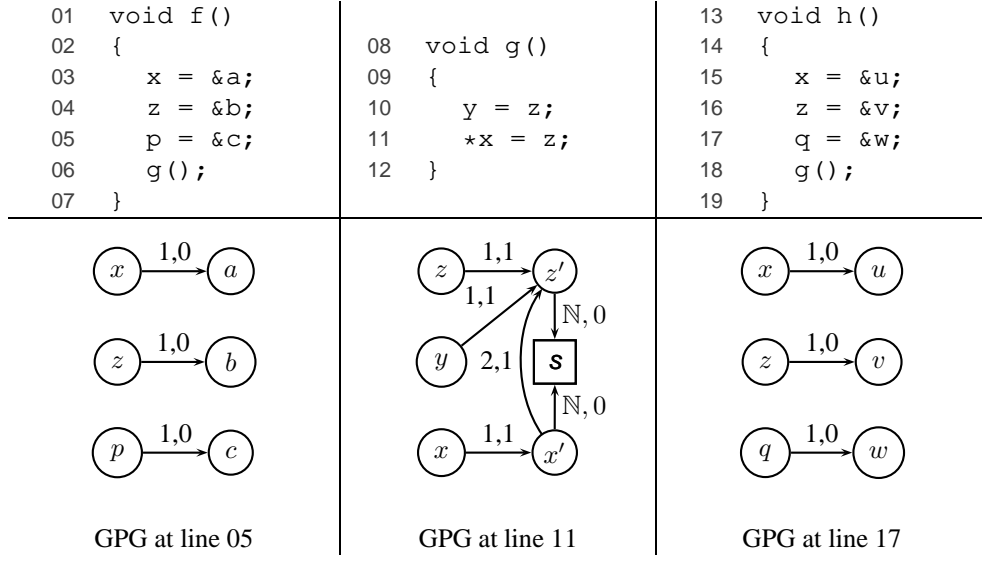 01 void f()
02 {
03 x = &a;
04 z = &b;
05 p = &c;
06 g();
07 }
08 void g()
09 {
10 y = z;
11 *x = z;
12 }
13 void h()
14 {
15 x = &u;
16 z = &v;
17 q = &w;
18 g();
19 }
x 1,0 a
z 1,0 b
p 1,0 c
GPG at line 05
z 1,1 z′
1,1
ℕ, 0
y 2,1 s
ℕ, 0
x 1,1 x′
GPG at line 11
x 1,0 u
z 1,0 v
q 1,0 w
GPG at line 17